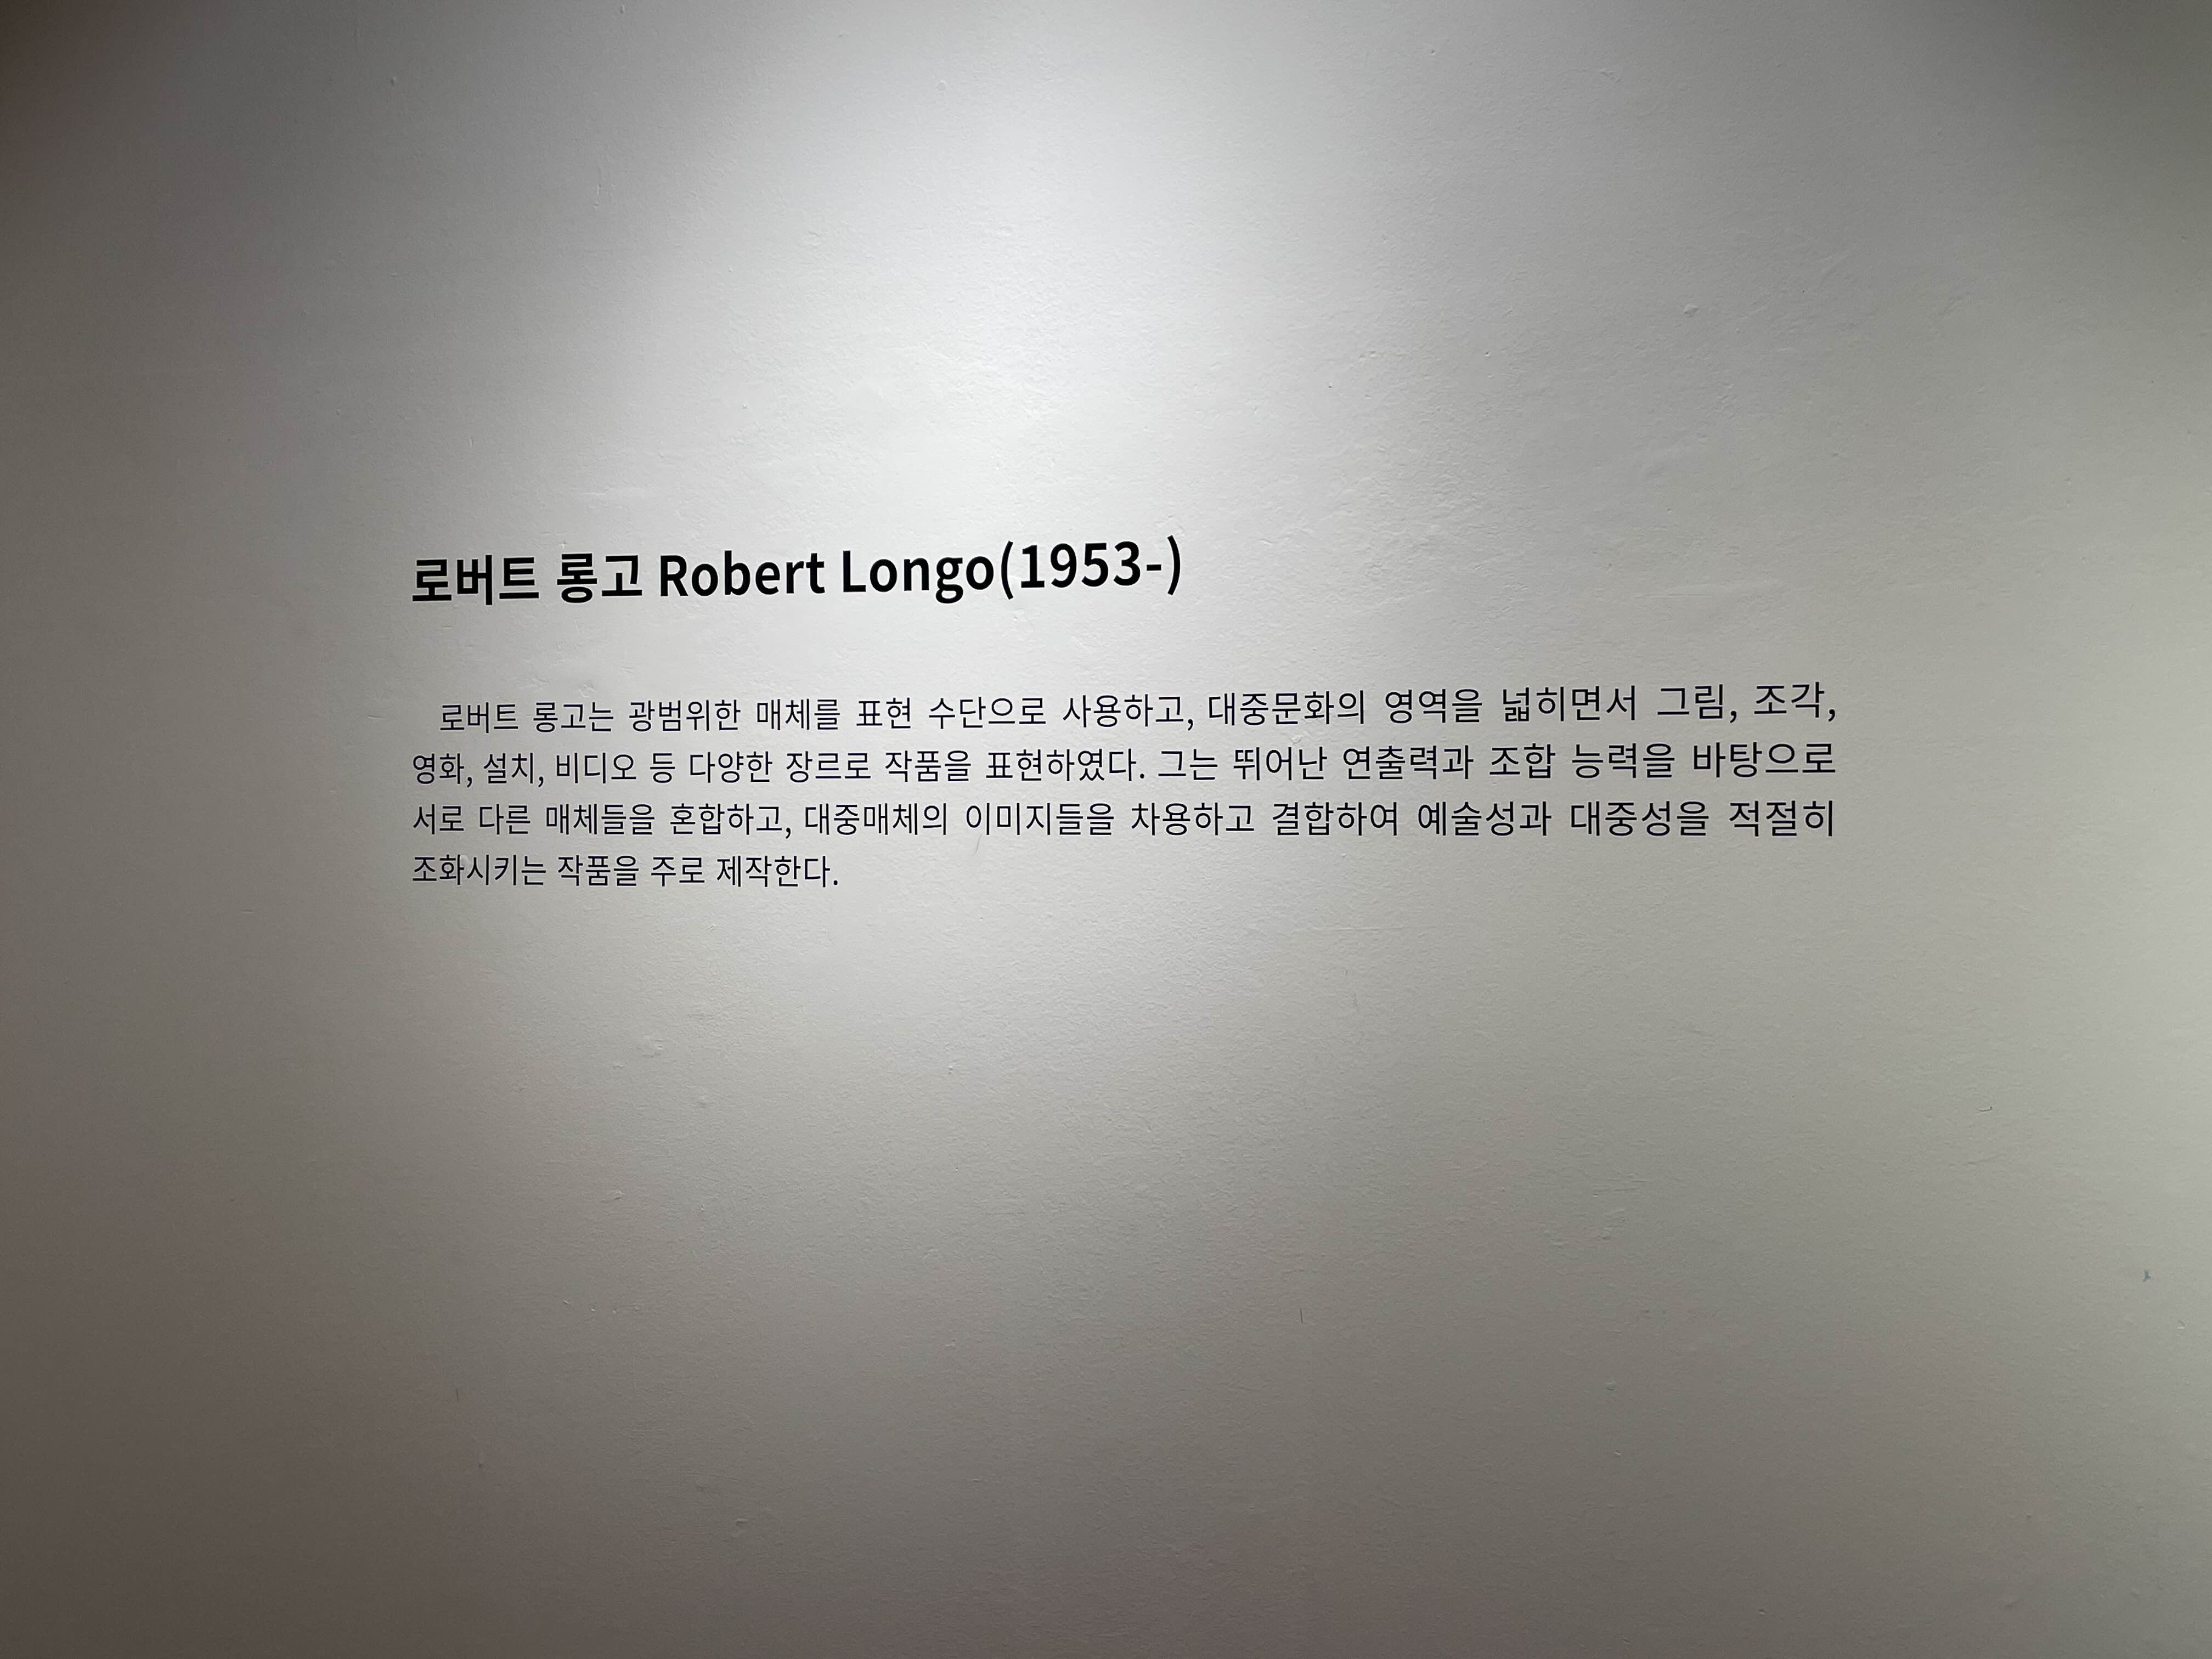 로버트 롱고 Robert Longo(1953-)
로버트 롱고는 광범위한 매체를 표현 수단으로 사용하고, 대중문화의 영역을 넓히면서 그림, 조각,
영화, 설치, 비디오 등 다양한 장르로 작품을 표현하였다. 그는 뛰어난 연출력과 조합 능력을 바탕으로
서로 다른 매체들을 혼합하고, 대중매체의 이미지들을 차용하고 결합하여 예술성과 대중성을 적절히
조화시키는 작품을 주로 제작한다.